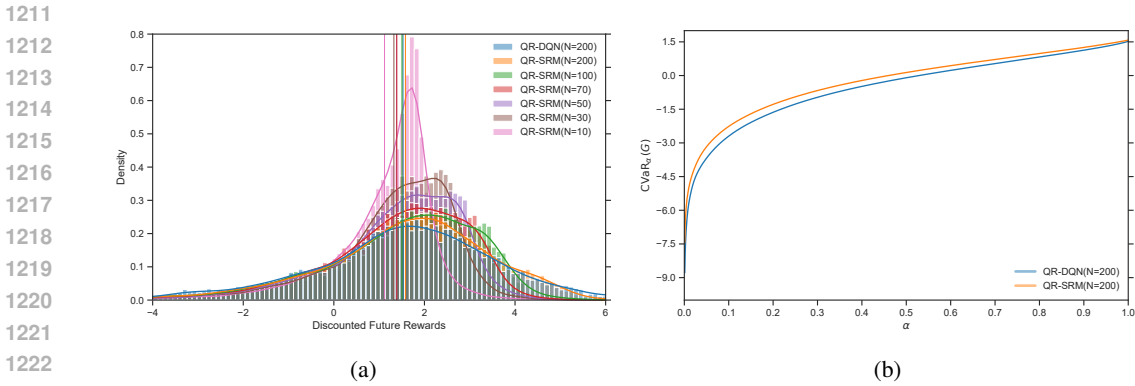 1211
1212
1213
1214
1215
1216
1217
1218
1219
1220
1221
1222
0.8
0.7
0.6
0.5
0.4
0.3
0.2
0.1
0.0
Density
QR-DQN(N=200)
QR-SRM(N=200)
QR-SRM(N=100)
QR-SRM(N=70)
QR-SRM(N=50)
QR-SRM(N=30)
QR-SRM(N=10)
−4 −2 0 2 4 6
Discounted Future Rewards
(a)
1.5
0.0
−1.5
−3.0
−4.5
−6.0
−7.5
−9.0
CVaRα(G)
QR-DQN(N=200)
QR-SRM(N=200)
0.0 0.1 0.2 0.3 0.4 0.5 0.6 0.7 0.8 0.9 1.0
α
(b)